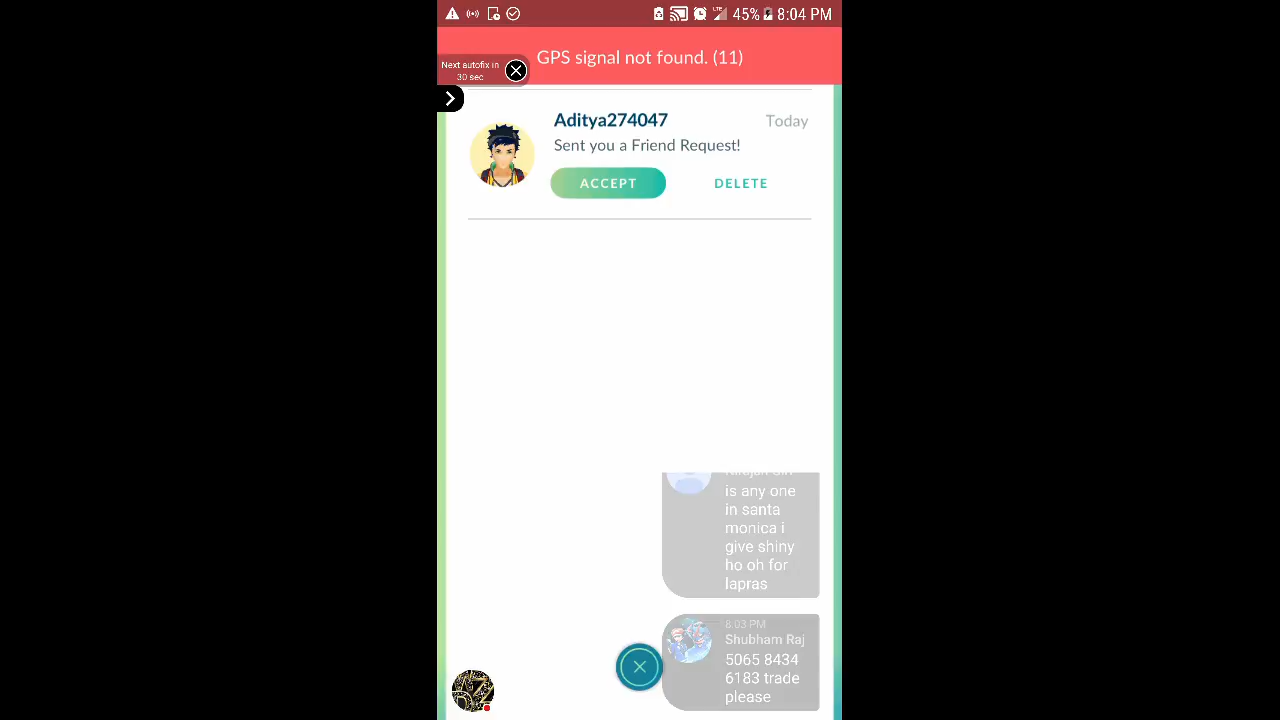 LTE 45% 8:04 PM
GPS signal not found. (11)
Next autofix in
30 sec
Aditya274047
Today
Sent you a Friend Request!
ACCEPT
DELETE
is any one
in santa
monica i
give shiny
ho oh for
lapras
8:03 PM
Shubham Raj
5065 8434
6183 trade
please